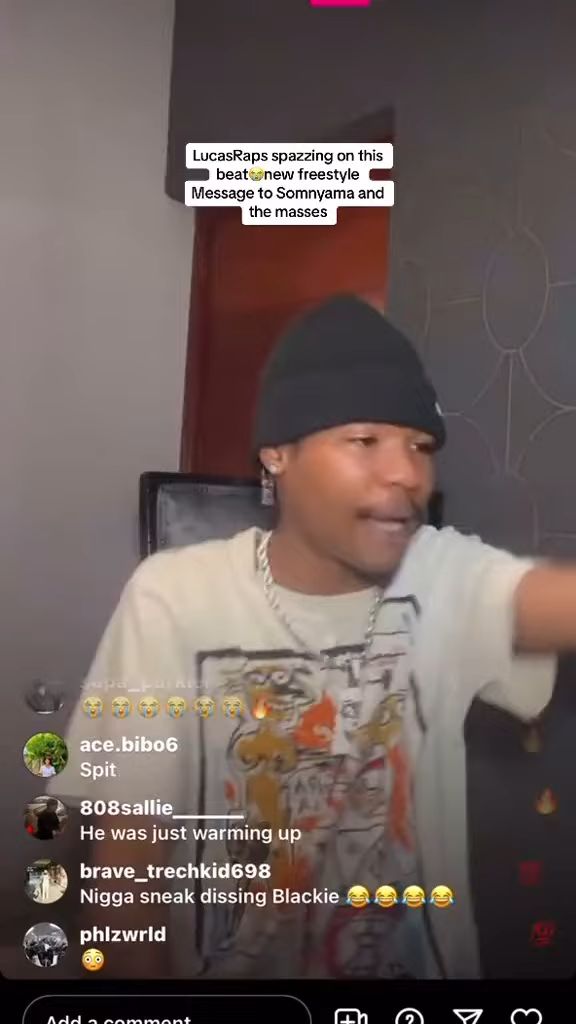 LucasRaps spazzing on this
beat😭new freestyle
Message to Somnyama and
the masses
😭😭😭😭😭😭🔥
ace.bibo6
Spit
808sallie_______
He was just warming up
brave_trechkid698
Nigga sneak dissing Blackie 😂😂😂😂
phlzwrld
😳
Add a comment